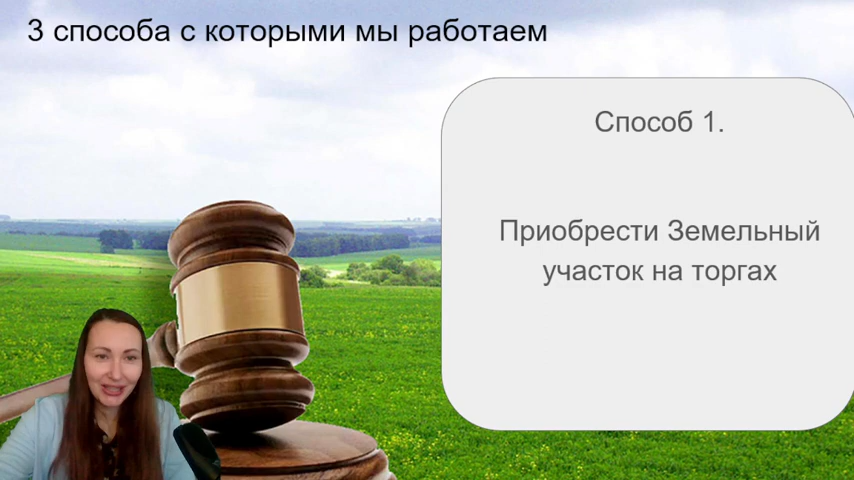 3 способа с которыми мы работаем
Способ 1.
Приобрести Земельный
участок на торгах